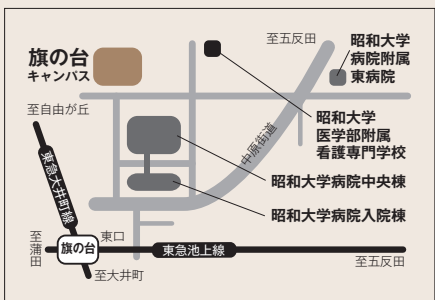 旗の台
キャンパス
至五反田
昭和大学
病院附属
東病院
至自由が丘
昭和大学
医学部附属
看護専門学校
中原街道
東急大井町線
昭和大学病院中央棟
昭和大学病院入院棟
至蒲田
旗の台
東口
東急池上線
至五反田
至大井町